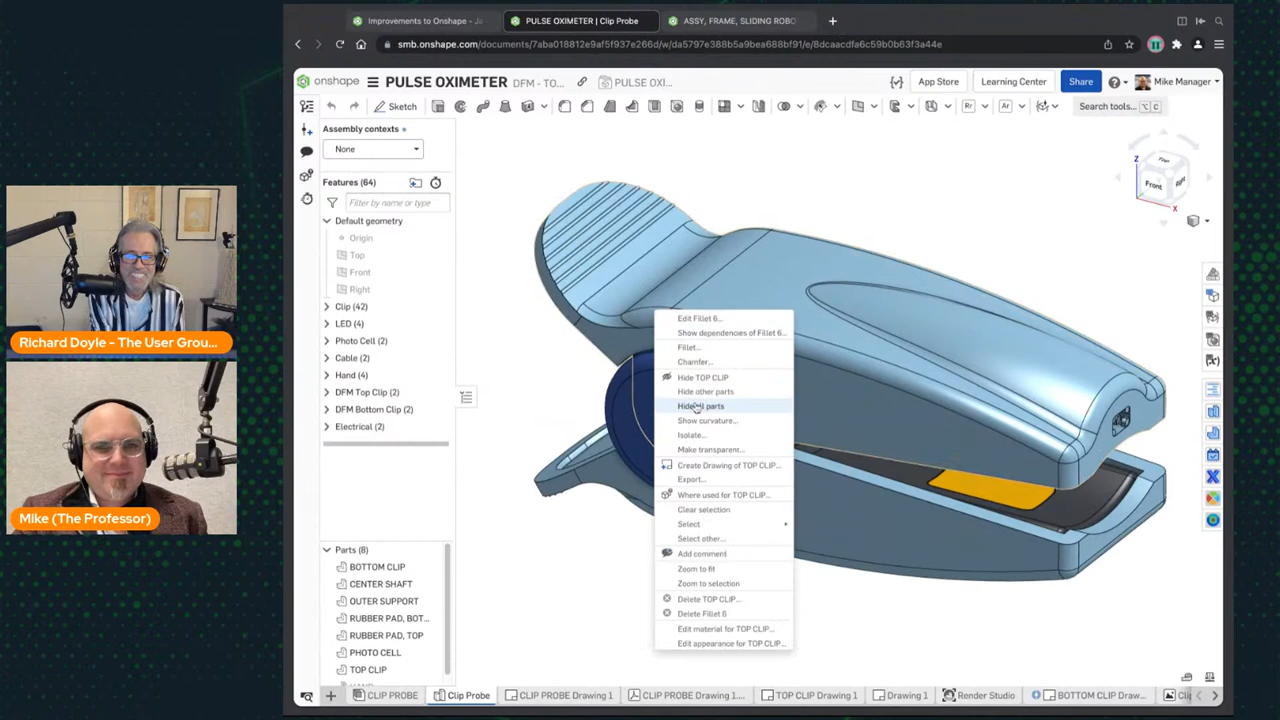 Improvements to Onshape - Ja
PULSE OXIMETER | Clip Probe
ASSY, FRAME, SLIDING ROBO
smb.onshape.com/documents/7aba018812e9af5f937e266d/w/da5797e388b5a9bea688bf91/e/8dcaacdfa6c59b0b63f3a44e
onshape
PULSE OXIMETER
DFM - TO...
PULSE OXI...
App Store
Learning Center
Share
Mike Manager
Sketch
Search tools...
C
Assembly contexts
None
Features (64)
Filter by name or type
Default geometry
Origin
Top
Front
Right
Clip (42)
LED (4)
Photo Cell (2)
Cable (2)
Hand (4)
DFM Top Clip (2)
DFM Bottom Clip (2)
Electrical (2)
Parts (8)
BOTTOM CLIP
CENTER SHAFT
OUTER SUPPORT
RUBBER PAD, BOT...
RUBBER PAD, TOP
PHOTO CELL
TOP CLIP
Z
Front
Right
X
Edit Fillet 6...
Show dependencies of Fillet 6...
Fillet...
Chamfer...
Hide TOP CLIP
Hide other parts
Hide all parts
Show curvature...
Isolate...
Make transparent...
Create Drawing of TOP CLIP...
Export...
Where used for TOP CLIP...
Clear selection
Select
Select other...
Add comment
Zoom to fit
Zoom to selection
Delete TOP CLIP...
Delete Fillet 6
Edit material for TOP CLIP...
Edit appearance for TOP CLIP...
CLIP PROBE
Clip Probe
CLIP PROBE Drawing 1
CLIP PROBE Drawing 1....
TOP CLIP Drawing 1
Drawing 1
Render Studio
BOTTOM CLIP Draw...
Richard Doyle - The User Grou...
Mike (The Professor)